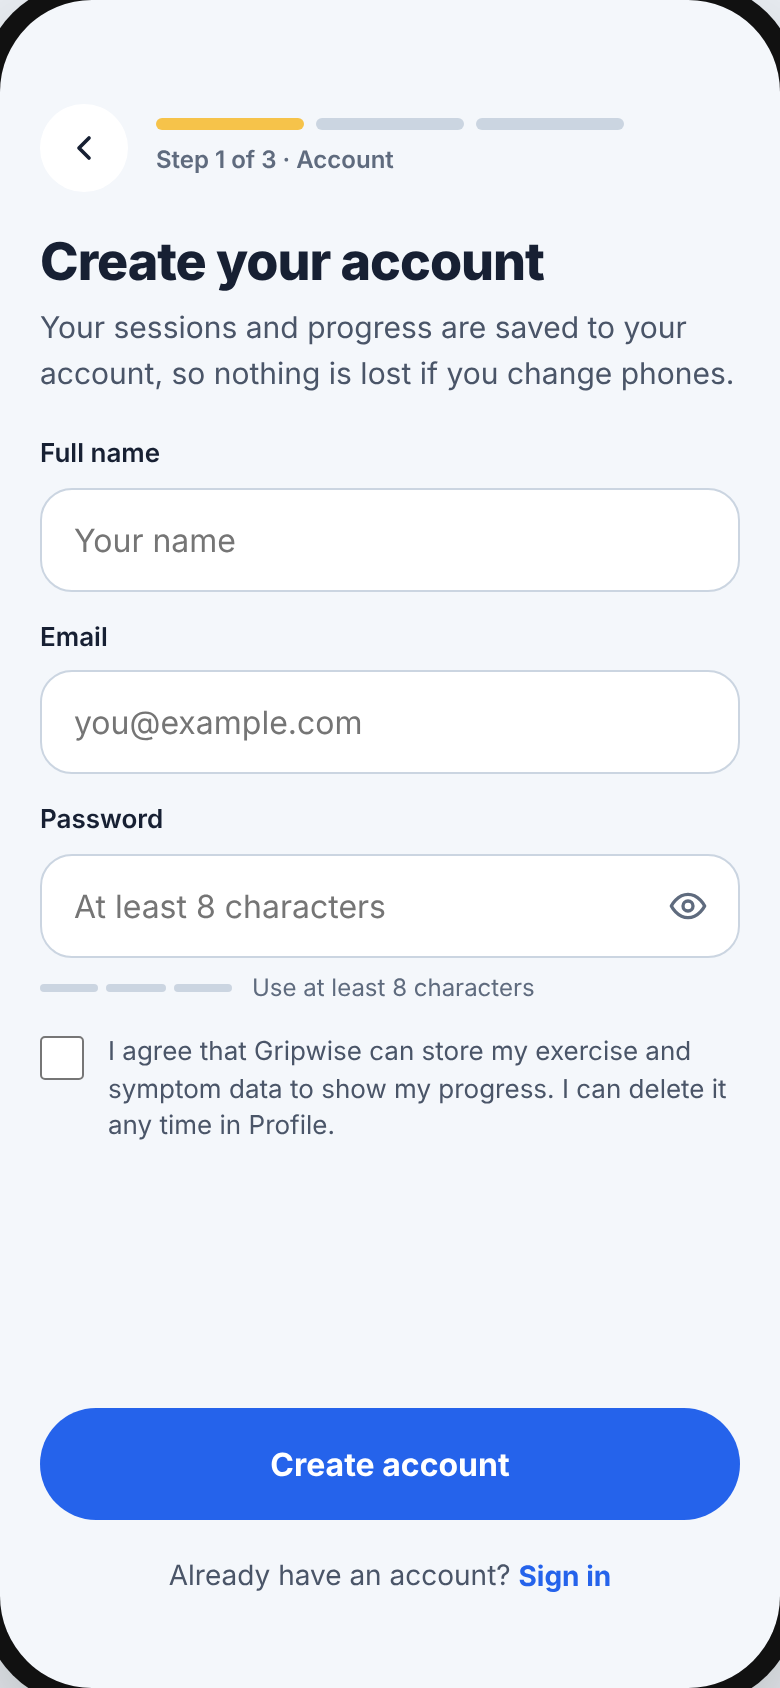 Step 1 of 3 · Account
Create your account
Your sessions and progress are saved to your
account, so nothing is lost if you change phones.
Full name
Your name
Email
you@example.com
Password
At least 8 characters
Use at least 8 characters
I agree that Gripwise can store my exercise and
symptom data to show my progress. I can delete it
any time in Profile.
Create account
Already have an account? Sign in